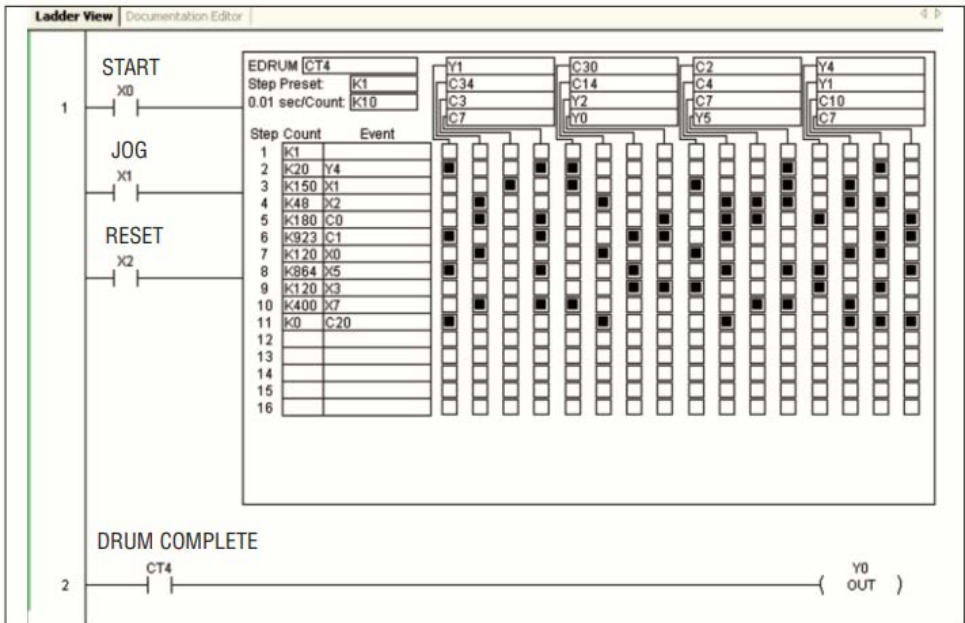 Ladder View Documentation Editor
START
X0
1
JOG
X1
RESET
X2
EDRUM CT4
Step Preset: K1
0.01 sec/Count: K10
Y1
C34
C3
C7
C30
C14
Y2
Y0
C2
C4
C7
Y5
Y4
Y1
C10
C7
Step Count Event
1 K1
2 K20 Y4
3 K150 X1
4 K48 X2
5 K180 C0
6 K923 C1
7 K120 X0
8 K864 X5
9 K120 X3
10 K400 X7
11 K0 C20
12
13
14
15
16
DRUM COMPLETE
CT4
2
Y0
( OUT )